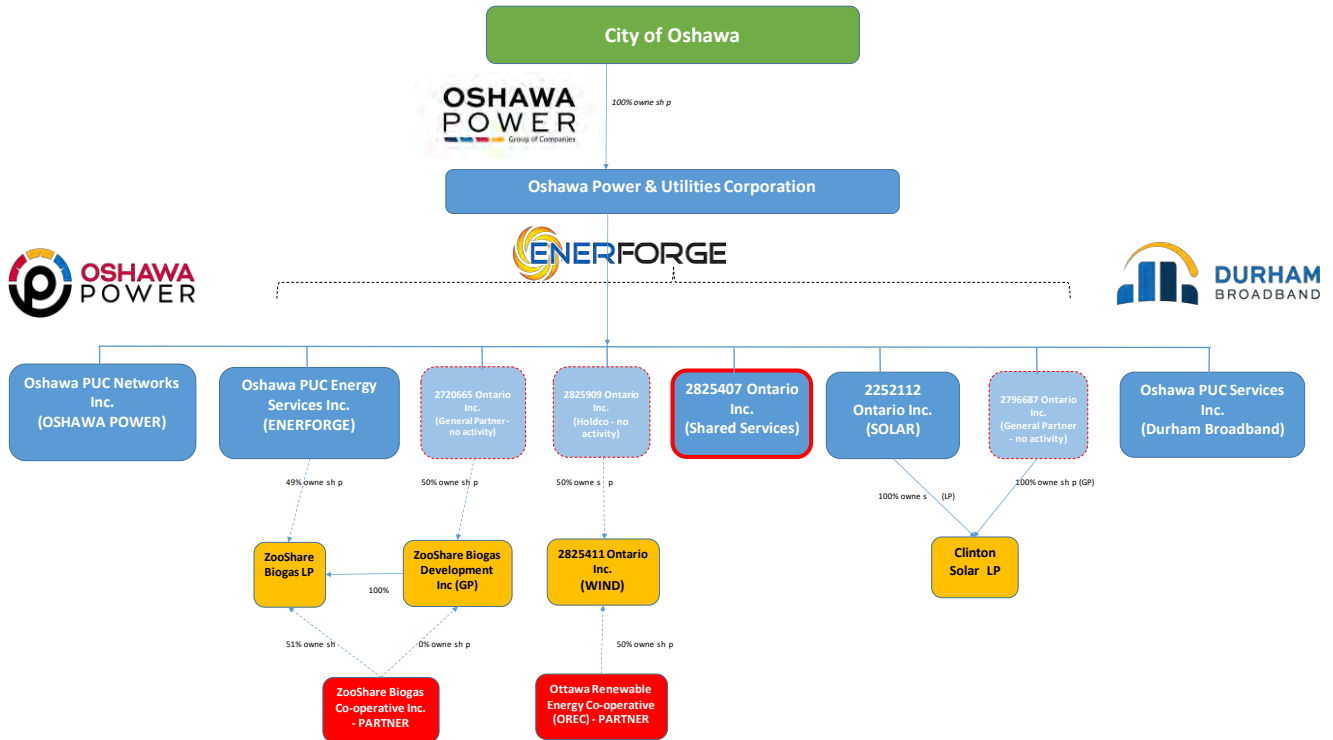 City of Oshawa
OSHAWA
POWER
Group of Companies
100% owne sh p
Oshawa Power & Utilities Corporation
ENERFORGE
OSHAWA
POWER
DURHAM
BROADBAND
Oshawa PUC Networks
Inc.
(OSHAWA POWER)
Oshawa PUC Energy
Services Inc.
(ENERFORGE)
2720665 Ontario
Inc.
(General Partner -
no activity)
2825909 Ontario
Inc.
(Holdco - no
activity)
2825407 Ontario
Inc.
(Shared Services)
2252112
Ontario Inc.
(SOLAR)
2796687 Ontario
Inc.
(General Partner
- no activity)
Oshawa PUC Services
Inc.
(Durham Broadband)
49% owne sh p
50% owne sh p
50% owne s p
100% owne s (LP)
100% owne sh p (GP)
ZooShare
Biogas LP
100%
ZooShare Biogas
Development
Inc (GP)
2825411 Ontario
Inc.
(WIND)
Clinton
Solar LP
51% owne sh
0% owne sh p
50% owne sh p
ZooShare Biogas
Co-operative Inc.
- PARTNER
Ottawa Renewable
Energy Co-operative
(OREC) - PARTNER